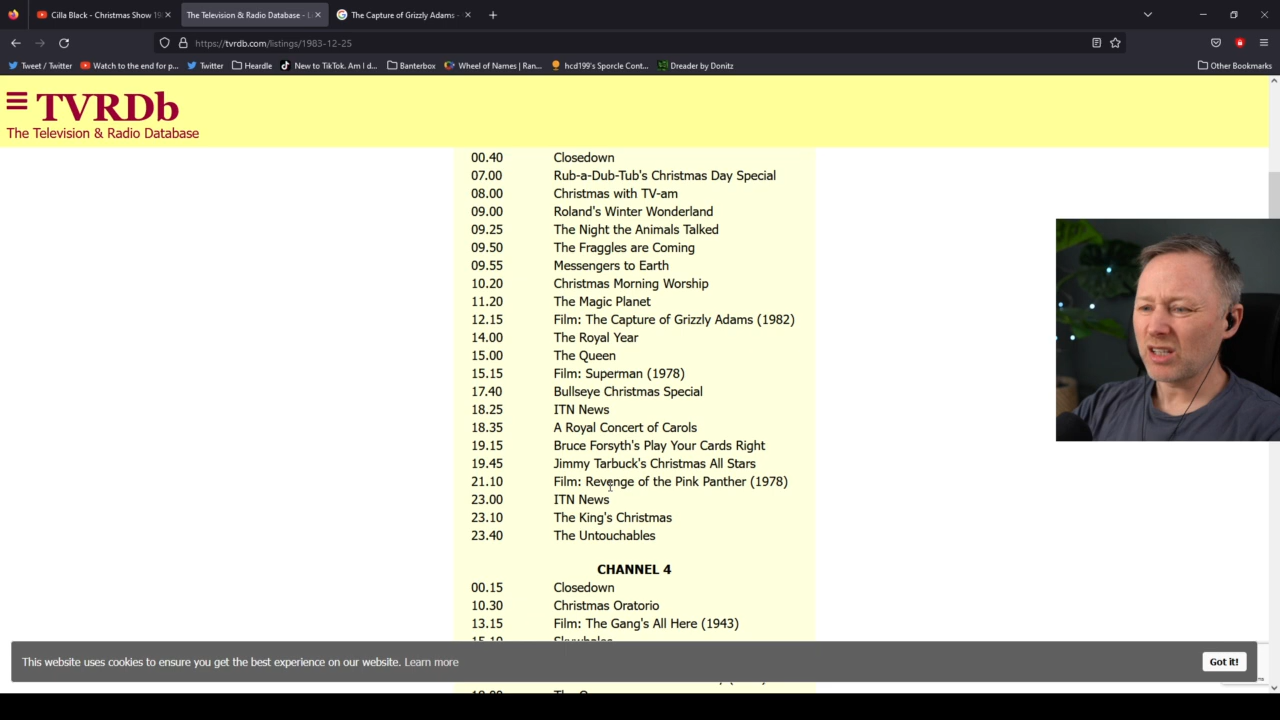 Cilla Black - Christmas Show 19
The Television & Radio Database - L
The Capture of Grizzly Adams -
https://tvrdb.com/listings/1983-12-25
Tweet / Twitter
Watch to the end for p...
Twitter
Heardle
New to TikTok. Am I d...
Banterbox
Wheel of Names | Ran...
hcd199's Sporcle Cont...
Dreader by Donitz
Other Bookmarks
TVRDb
The Television & Radio Database
00.40 Closedown
07.00 Rub-a-Dub-Tub's Christmas Day Special
08.00 Christmas with TV-am
09.00 Roland's Winter Wonderland
09.25 The Night the Animals Talked
09.50 The Fraggles are Coming
09.55 Messengers to Earth
10.20 Christmas Morning Worship
11.20 The Magic Planet
12.15 Film: The Capture of Grizzly Adams (1982)
14.00 The Royal Year
15.00 The Queen
15.15 Film: Superman (1978)
17.40 Bullseye Christmas Special
18.25 ITN News
18.35 A Royal Concert of Carols
19.15 Bruce Forsyth's Play Your Cards Right
19.45 Jimmy Tarbuck's Christmas All Stars
21.10 Film: Revenge of the Pink Panther (1978)
23.00 ITN News
23.10 The King's Christmas
23.40 The Untouchables
CHANNEL 4
00.15 Closedown
10.30 Christmas Oratorio
13.15 Film: The Gang's All Here (1943)
15.10 Skywhales
This website uses cookies to ensure you get the best experience on our website. Learn more
Got it!